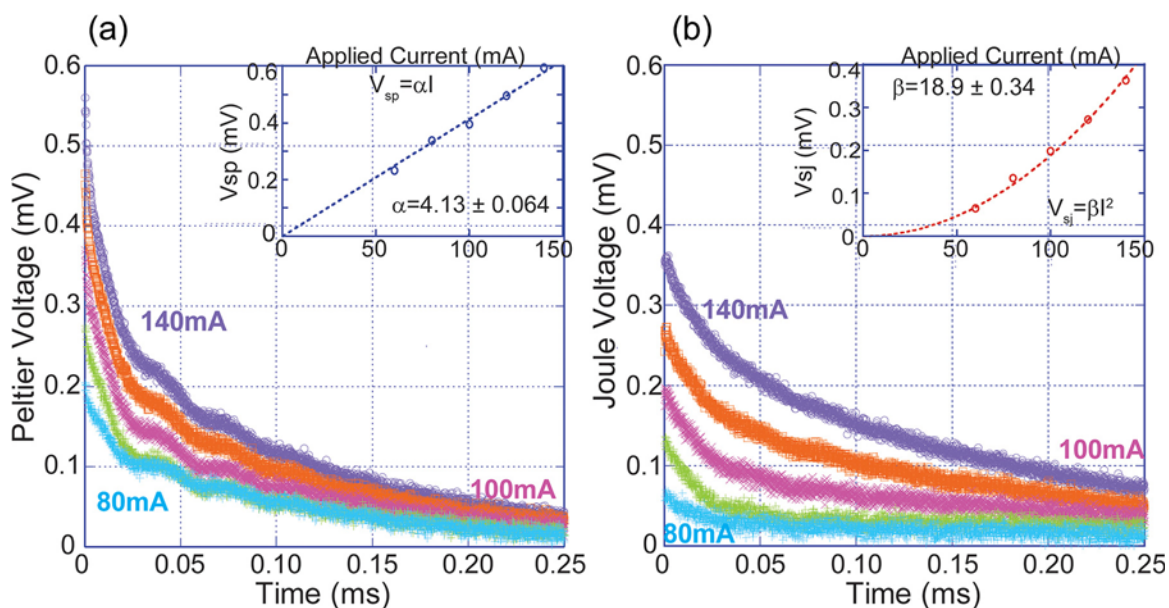 (a)
Applied Current (mA)
0.6
0.5
0.4
0.3
0.2
0.1
0
Peltier Voltage (mV)
0.6
0.4
0.2
0
Vsp (mV)
V_sp=αI
α=4.13 ± 0.064
50
100
150
140mA
100mA
80mA
0
0.05
0.10
0.15
0.20
0.25
Time (ms)
(b)
Applied Current (mA)
0.6
0.5
0.4
0.3
0.2
0.1
0
Joule Voltage (mV)
0.4
0.3
0.2
0.1
0
Vsj (mV)
β=18.9 ± 0.34
V_sj=βI²
0
50
100
150
140mA
100mA
80mA
0
0.05
0.10
0.15
0.20
0.25
Time (ms)